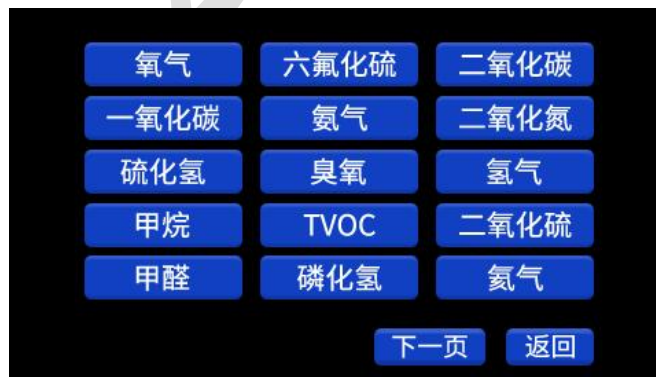 氧气 六氟化硫 二氧化碳
一氧化碳 氨气 二氧化氮
硫化氢 臭氧 氢气
甲烷 TVOC 二氧化硫
甲醛 磷化氢 氦气
下一页 返回